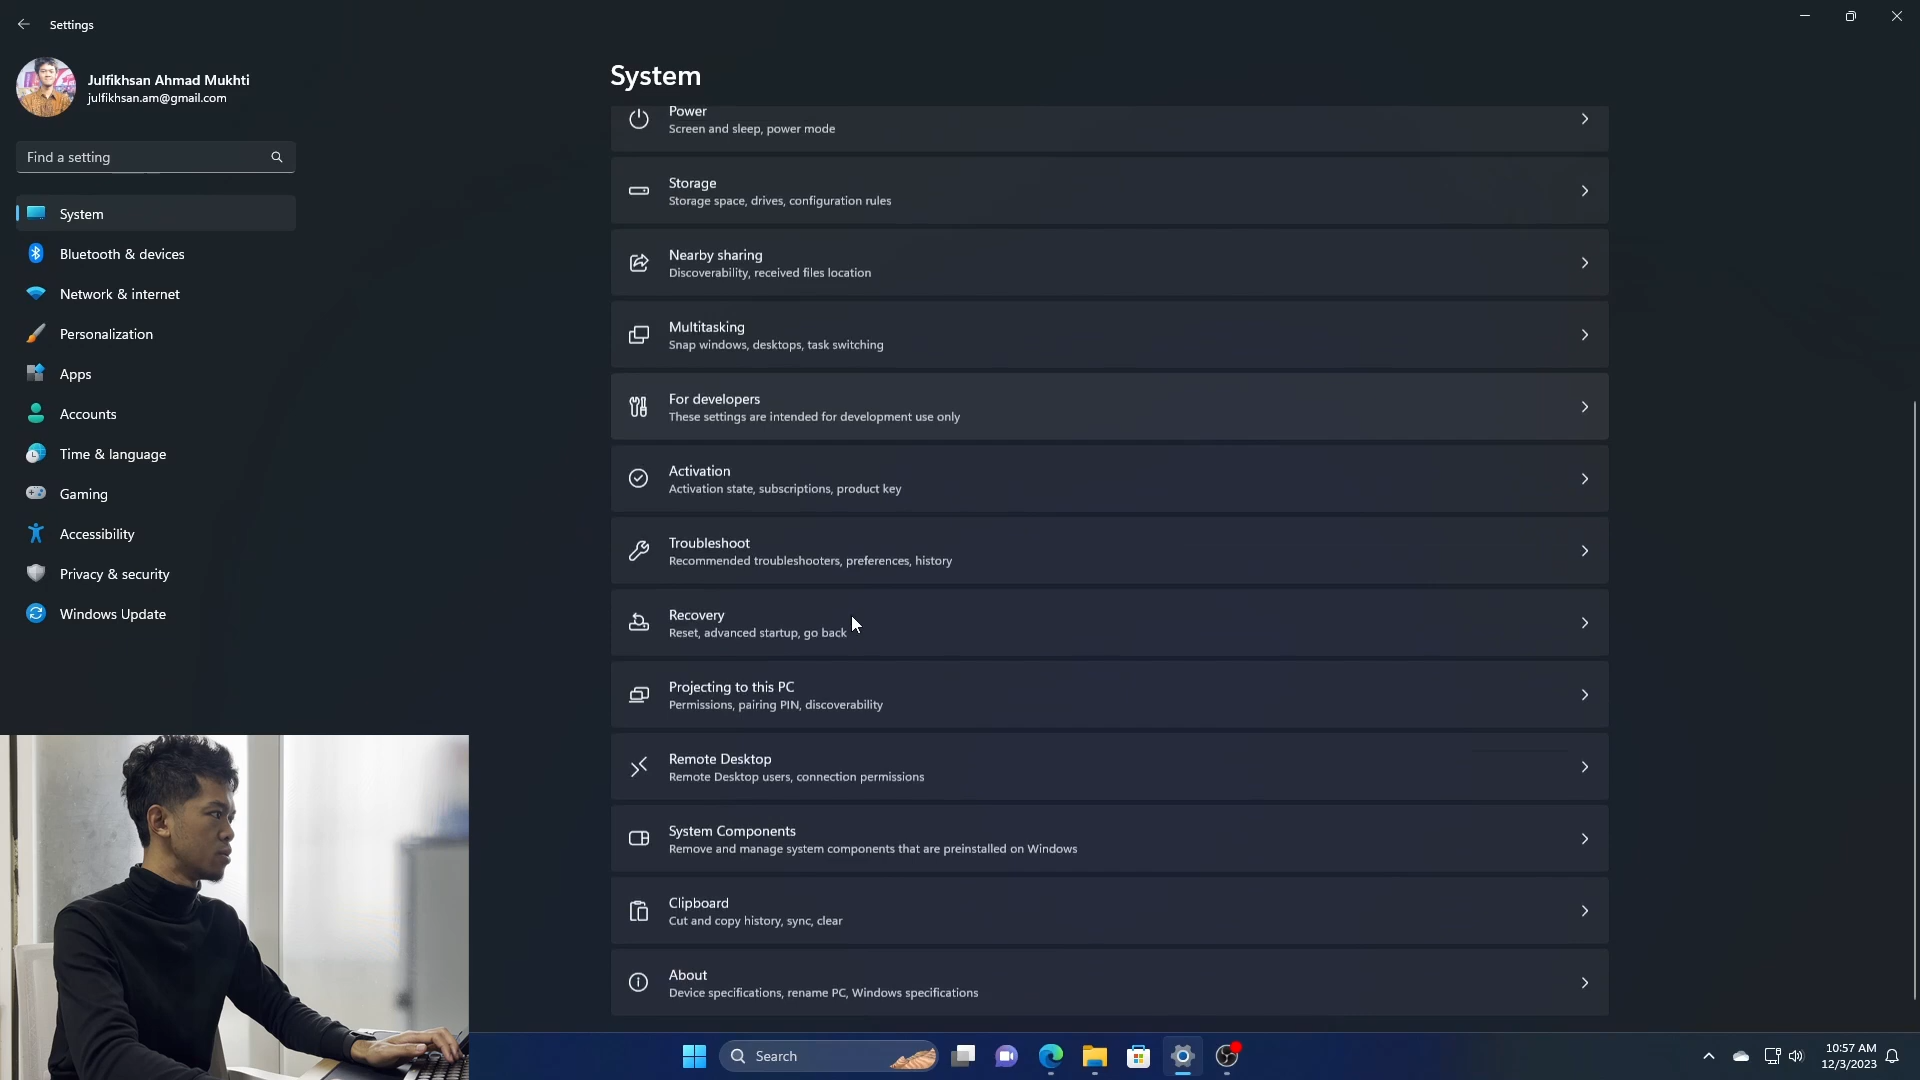 Settings
Julfikhsan Ahmad Mukhti
julfikhsan.am@gmail.com
Find a setting
System
Bluetooth & devices
Network & internet
Personalization
Apps
Accounts
Time & language
Gaming
Accessibility
Privacy & security
Windows Update
System
Power
Screen and sleep, power mode
Storage
Storage space, drives, configuration rules
Nearby sharing
Discoverability, received files location
Multitasking
Snap windows, desktops, task switching
For developers
These settings are intended for development use only
Activation
Activation state, subscriptions, product key
Troubleshoot
Recommended troubleshooters, preferences, history
Recovery
Reset, advanced startup, go back
Projecting to this PC
Permissions, pairing PIN, discoverability
Remote Desktop
Remote Desktop users, connection permissions
System Components
Remove and manage system components that are preinstalled on Windows
Clipboard
Cut and copy history, sync, clear
About
Device specifications, rename PC, Windows specifications
Search
10:57 AM
12/3/2023